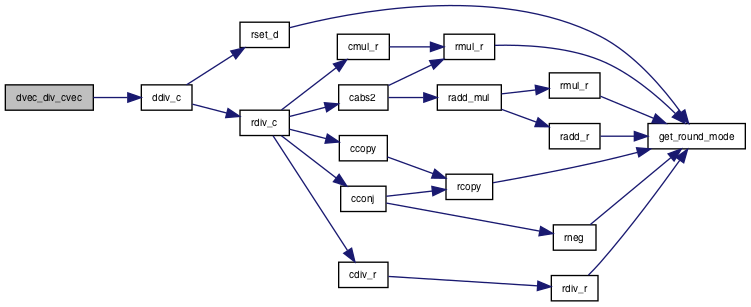 dvec_div_cvec
ddiv_c
rset_d
rdiv_c
cmul_r
cabs2
ccopy
cconj
cdiv_r
rmul_r
radd_mul
rcopy
rmul_r
radd_r
rneg
rdiv_r
get_round_mode